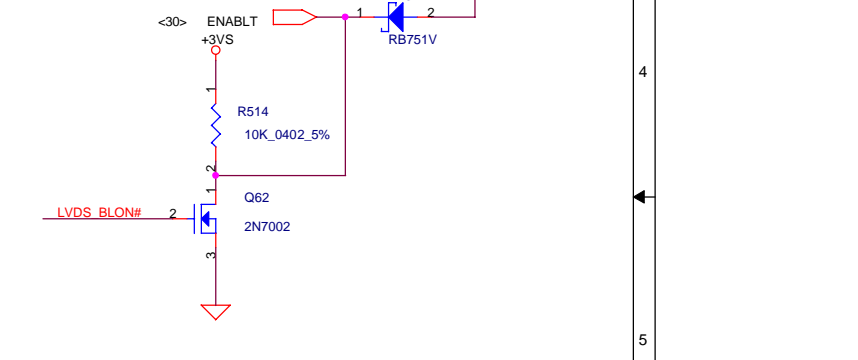 <30> ENABLT
1
2
+3VS
RB751V
4
1
R514
10K_0402_5%
2
1
Q62
LVDS_BLON#
2
2N7002
3
5